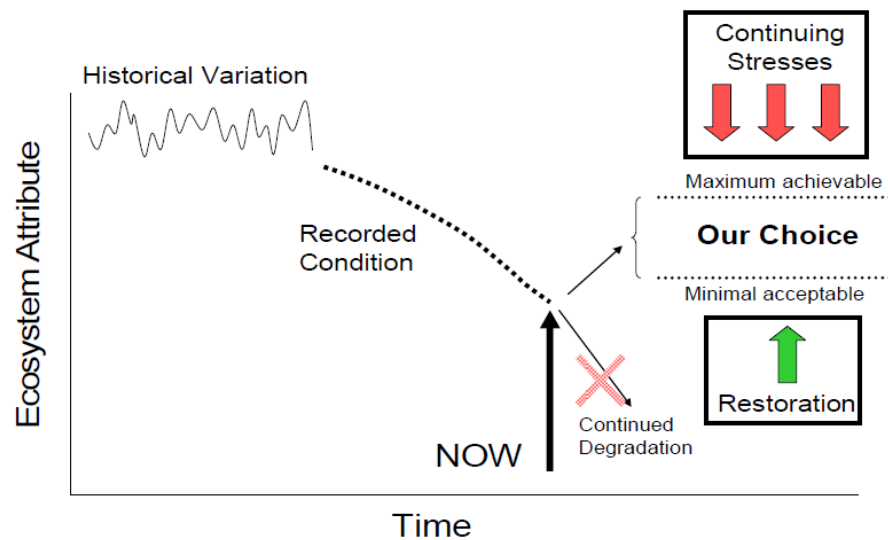 Continuing
Stresses
Historical Variation
Maximum achievable
Our Choice
Recorded
Condition
Minimal acceptable
Restoration
Continued
Degradation
NOW
Ecosystem Attribute
Time